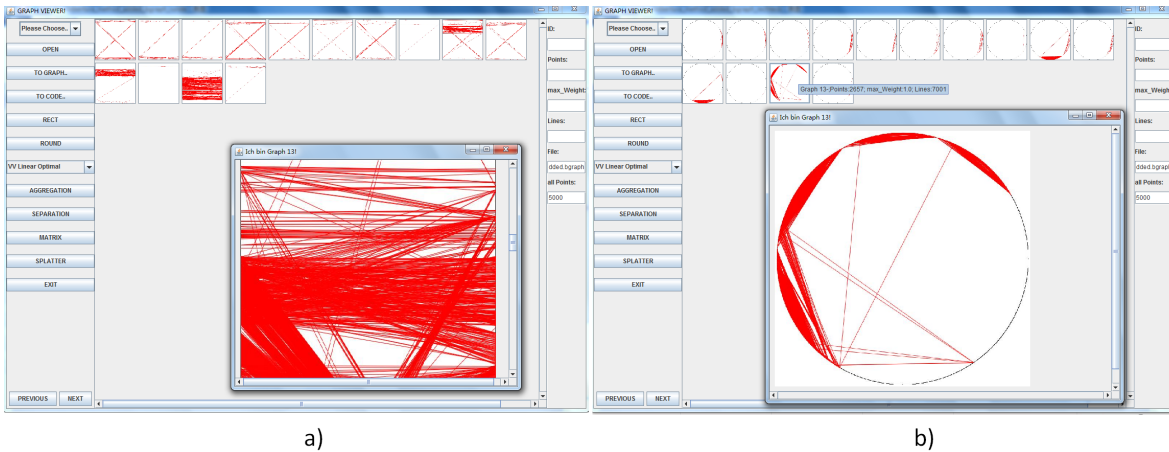 GRAPH VIEWER!
Please Choose..
OPEN
TO GRAPH..
TO CODE..
RECT
ROUND
VV Linear Optimal
AGGREGATION
SEPARATION
MATRIX
SPLATTER
EXIT
PREVIOUS NEXT
ID:
Points:
max_Weight:
Lines:
File:
dded.bgraph
all Points:
5000
Ich bin Graph 13!
a)
GRAPH VIEWER!
Please Choose..
OPEN
TO GRAPH..
TO CODE..
RECT
ROUND
VV Linear Optimal
AGGREGATION
SEPARATION
MATRIX
SPLATTER
EXIT
PREVIOUS NEXT
ID:
Points:
max_Weight:
Lines:
File:
dded.bgraph
all Points:
5000
Graph 13-;Points:2657; max_Weight:1.0; Lines:7001
Ich bin Graph 13!
b)